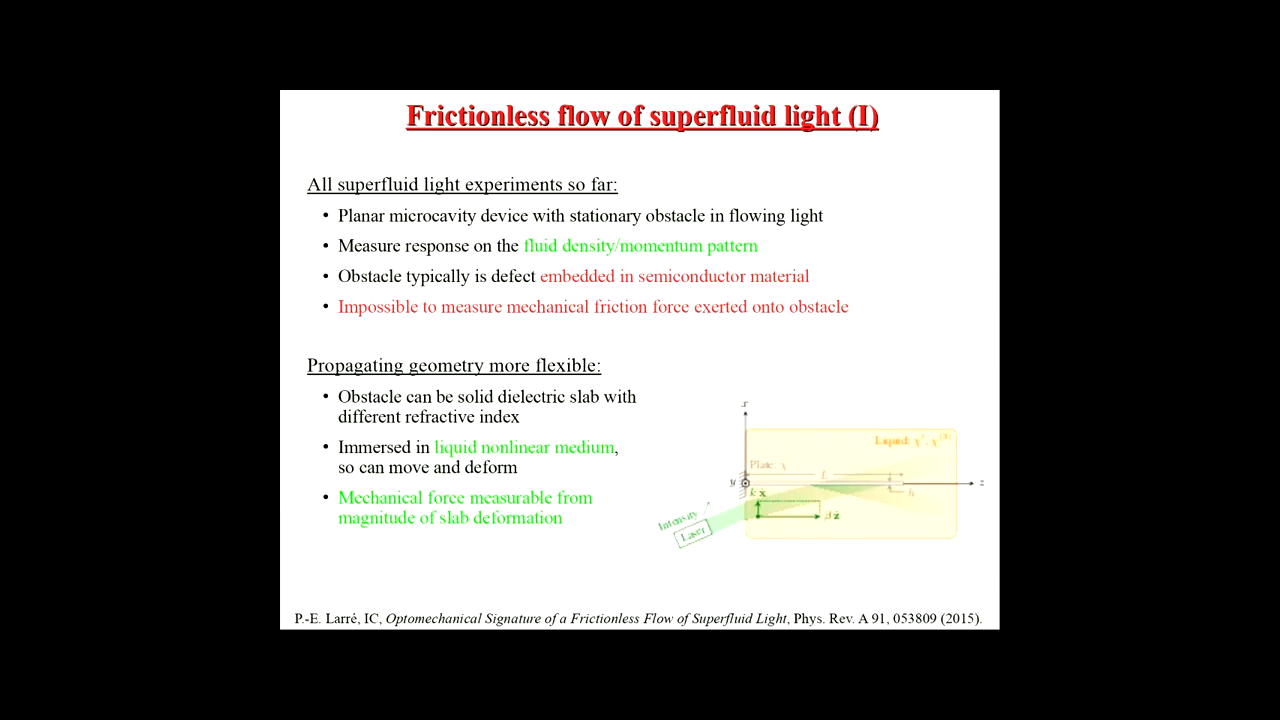 Frictionless flow of superfluid light (I)
All superfluid light experiments so far:
• Planar microcavity device with stationary obstacle in flowing light
• Measure response on the fluid density/momentum pattern
• Obstacle typically is defect embedded in semiconductor material
• Impossible to measure mechanical friction force exerted onto obstacle
Propagating geometry more flexible:
• Obstacle can be solid dielectric slab with
different refractive index
• Immersed in liquid nonlinear medium,
so can move and deform
• Mechanical force measurable from
magnitude of slab deformation
x
Liquid: χ', χ⁽³⁾
Plate: χ
L
y
z
h
k x̂
β ẑ
Intensity
Laser
P.-E. Larré, IC, Optomechanical Signature of a Frictionless Flow of Superfluid Light, Phys. Rev. A 91, 053809 (2015).